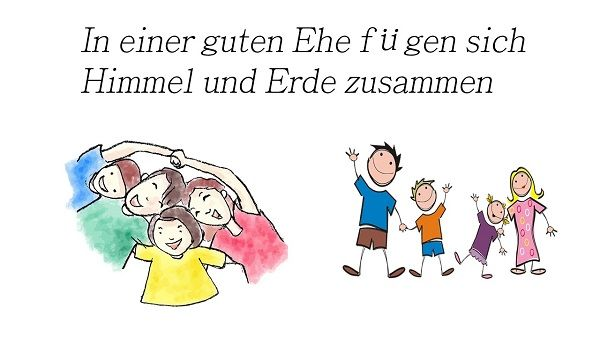 In einer guten Ehe fügen sich
Himmel und Erde zusammen